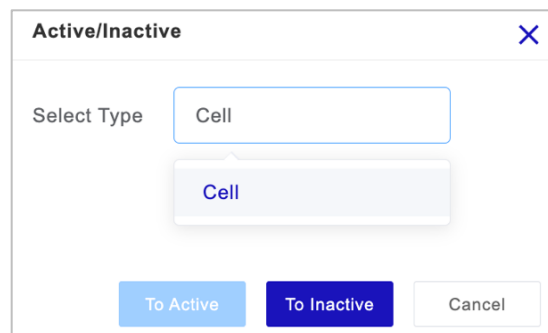 Active/Inactive
Select Type Cell
Cell
To Active To Inactive Cancel